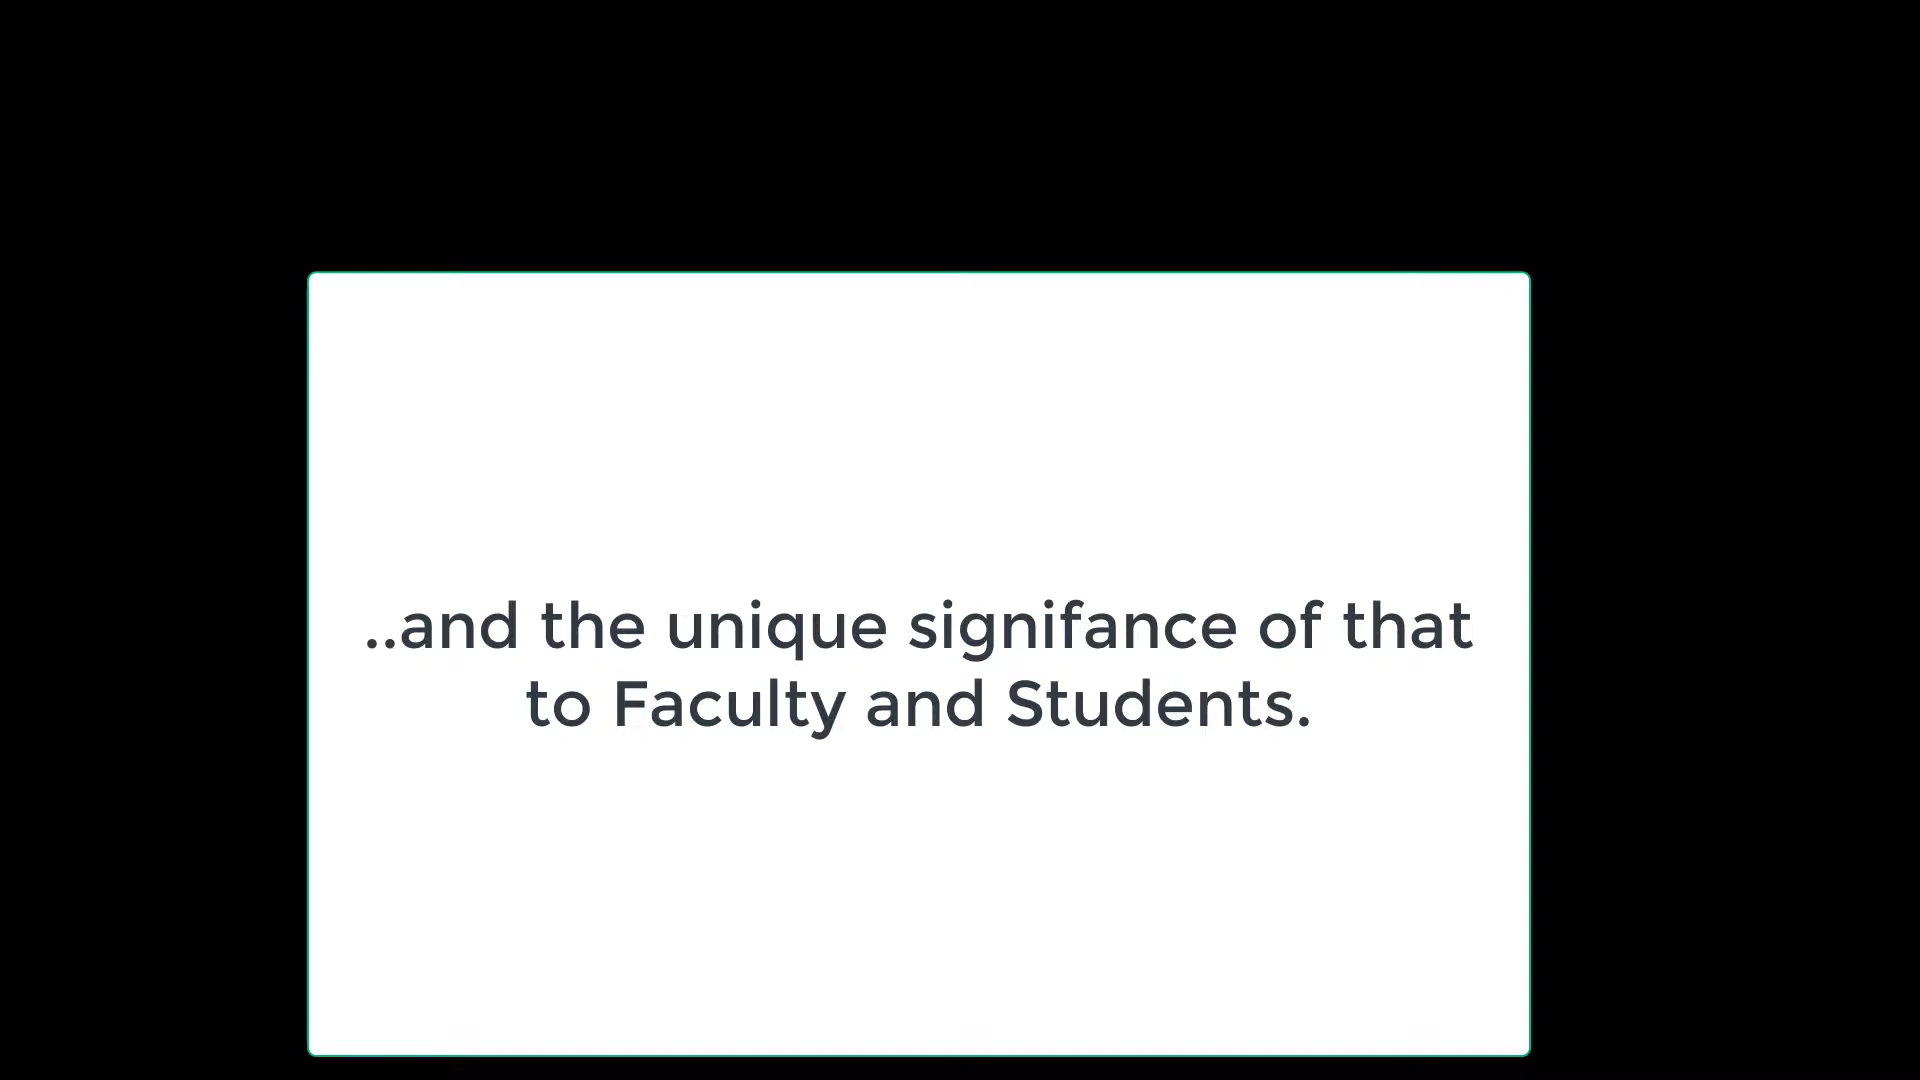 ..and the unique signifance of that
to Faculty and Students.